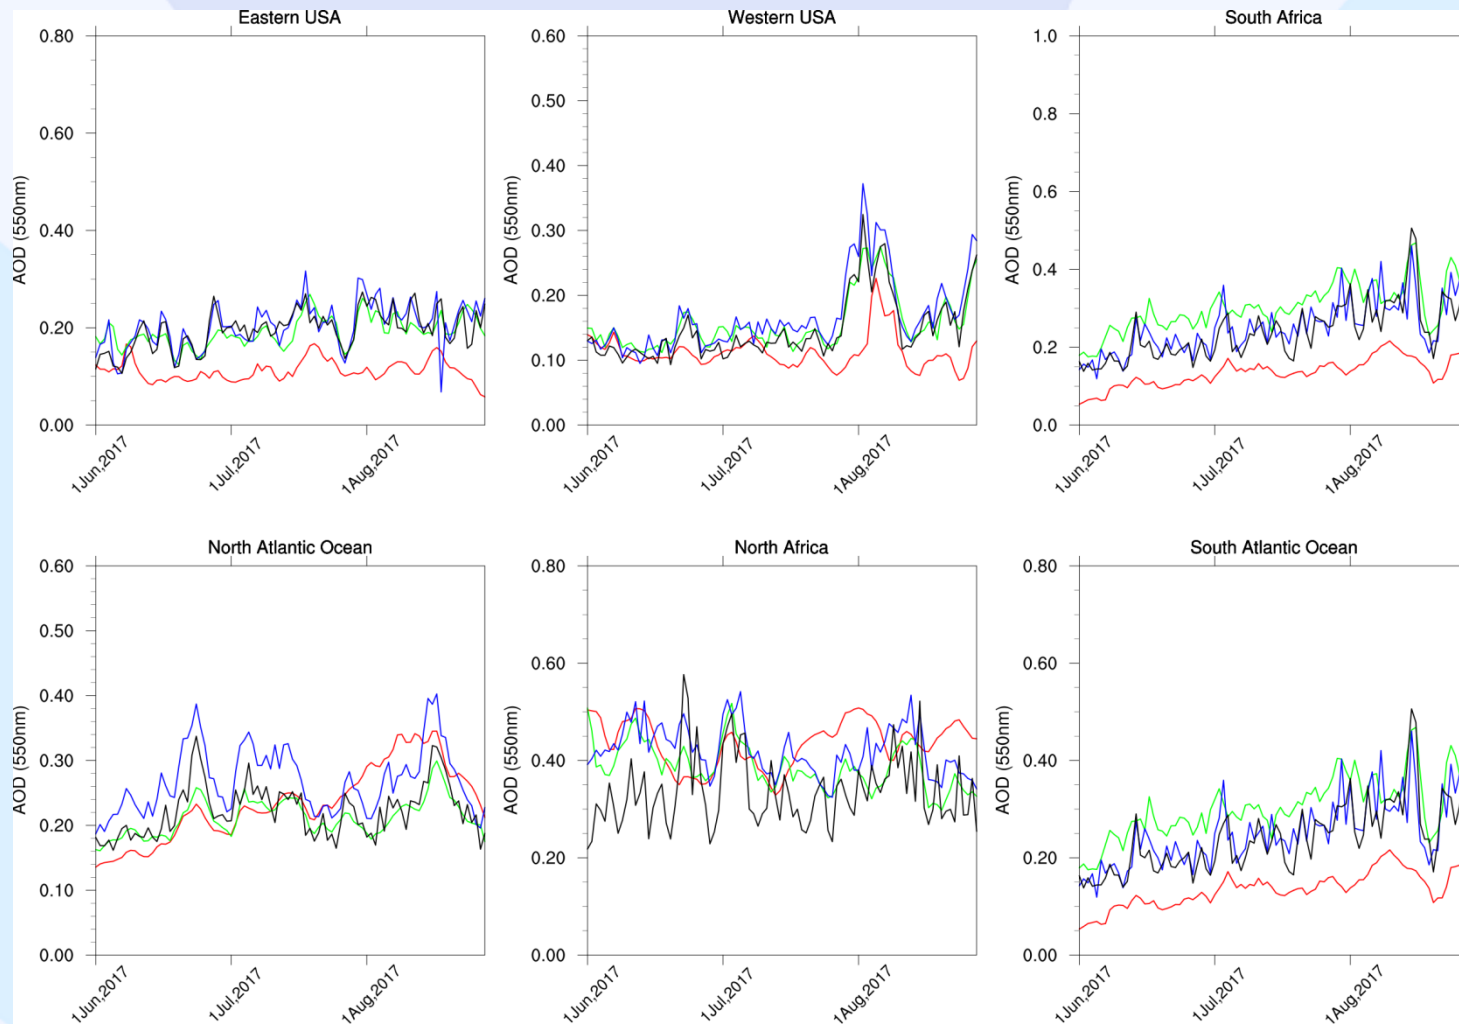 Eastern USA
Western USA
South Africa
0.80
0.60
0.40
0.20
0.00
AOD (550nm)
1Jun,2017
1Jul,2017
1Aug,2017
0.60
0.50
0.40
0.30
0.20
0.10
0.00
AOD (550nm)
1Jun,2017
1Jul,2017
1Aug,2017
1.0
0.8
0.6
0.4
0.2
0.0
AOD (550nm)
1Jun,2017
1Jul,2017
1Aug,2017
North Atlantic Ocean
North Africa
South Atlantic Ocean
0.60
0.50
0.40
0.30
0.20
0.10
0.00
AOD (550nm)
1Jun,2017
1Jul,2017
1Aug,2017
0.80
0.60
0.40
0.20
0.00
AOD (550nm)
1Jun,2017
1Jul,2017
1Aug,2017
0.80
0.60
0.40
0.20
0.00
AOD (550nm)
1Jun,2017
1Jul,2017
1Aug,2017